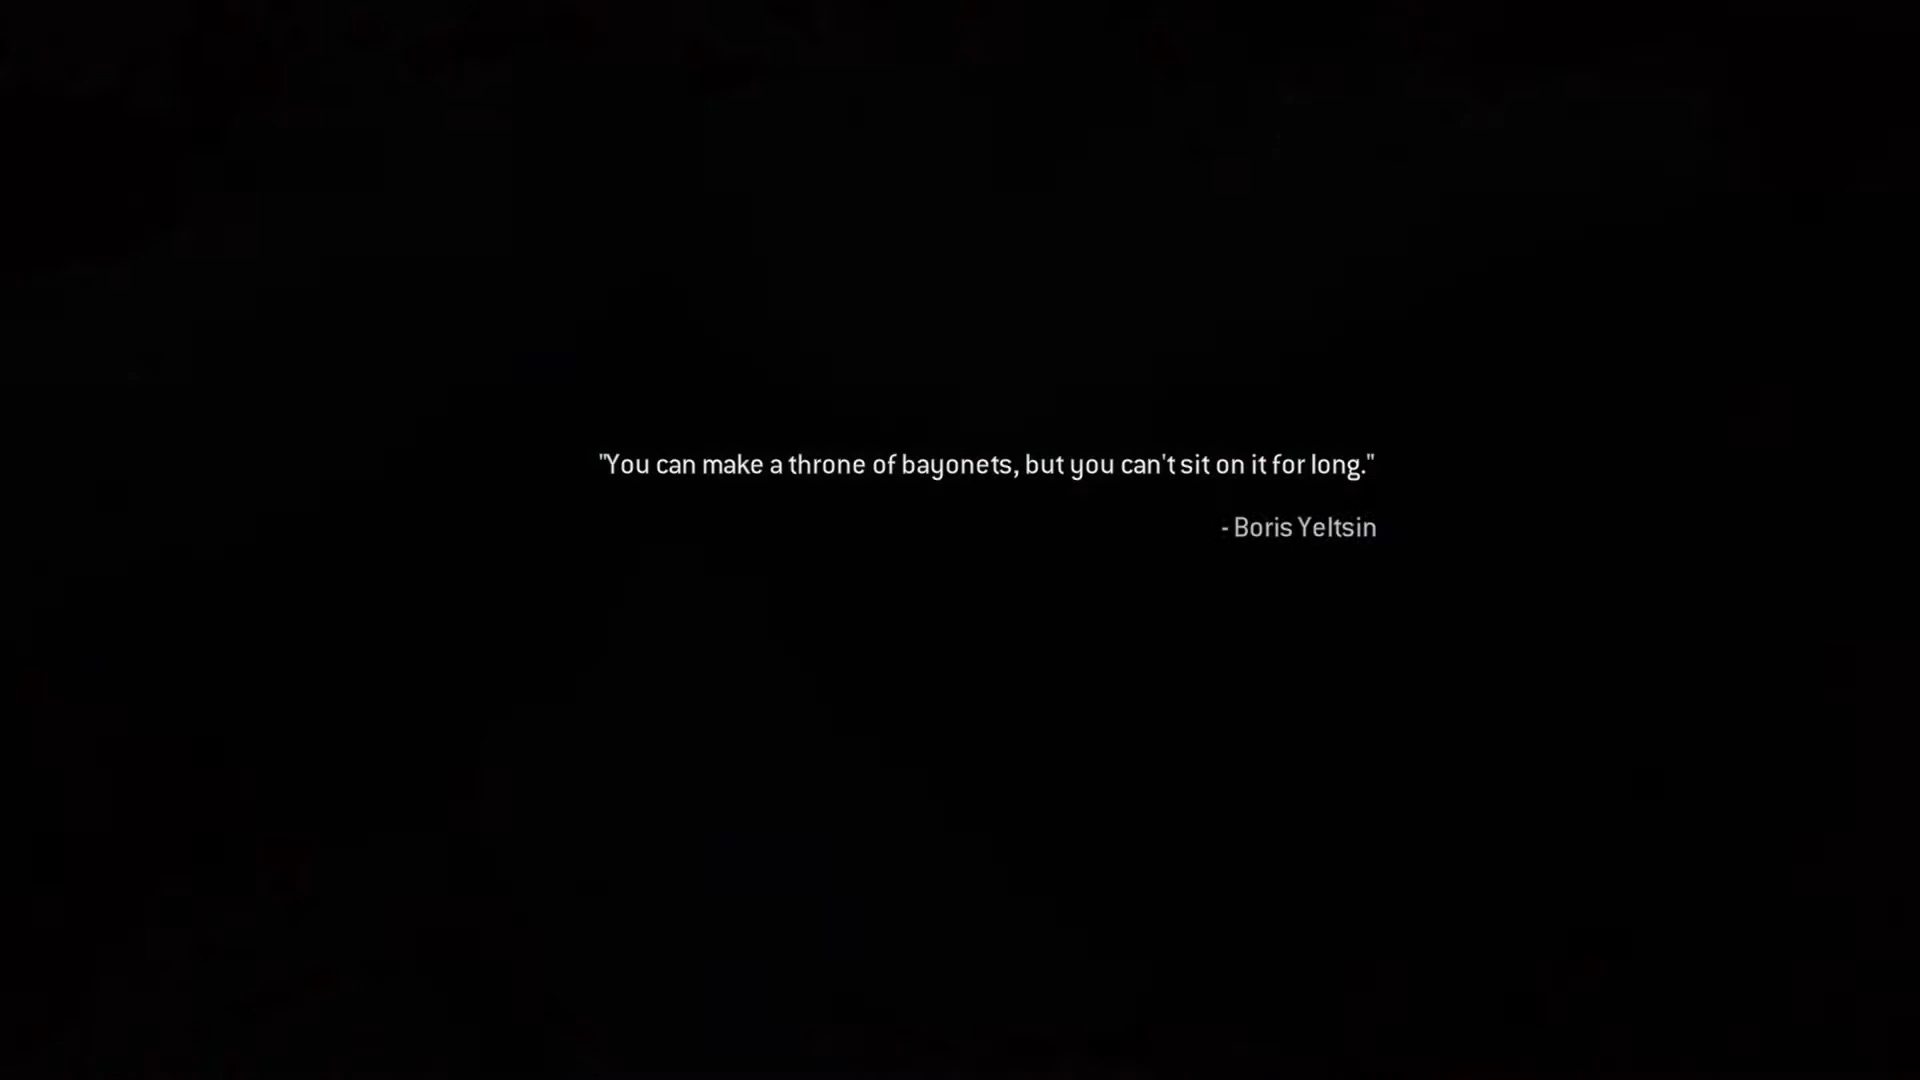 "You can make a throne of bayonets, but you can't sit on it for long."
- Boris Yeltsin